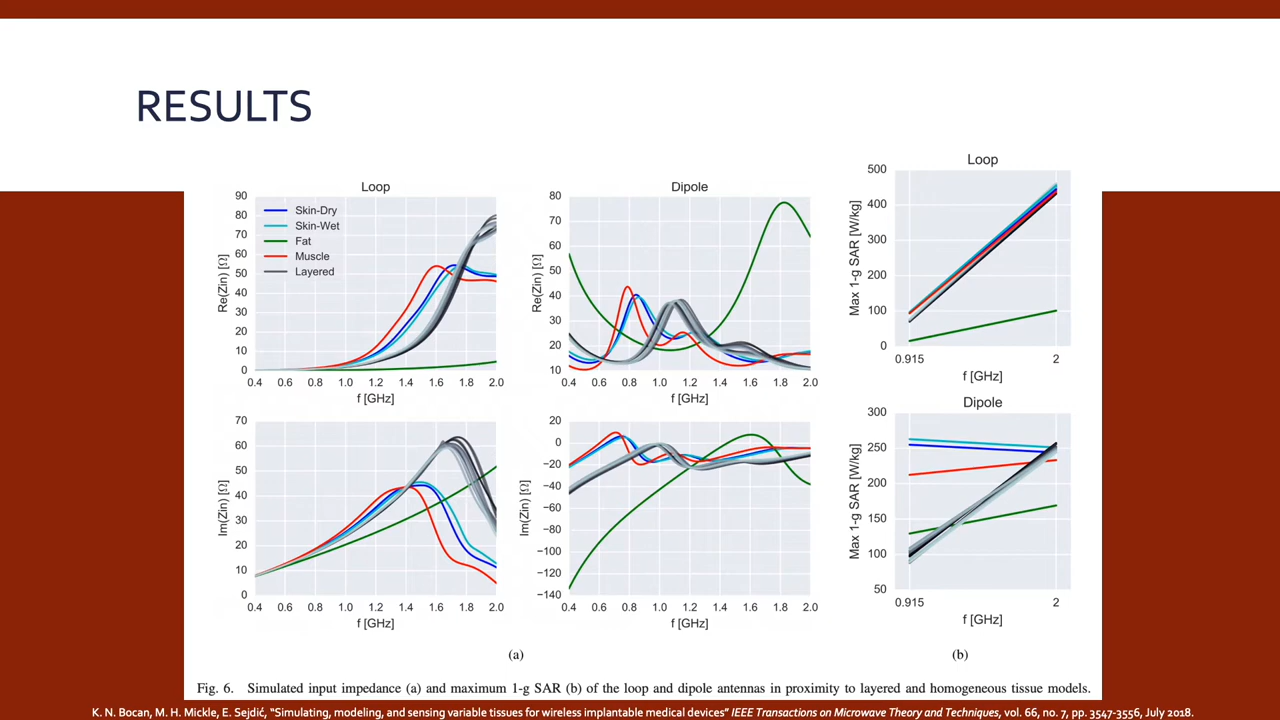 RESULTS
Loop
90
80
70
60
50
40
30
20
10
0
Re(Zin) [Ω]
Skin-Dry
Skin-Wet
Fat
Muscle
Layered
0.4 0.6 0.8 1.0 1.2 1.4 1.6 1.8 2.0
f [GHz]
Dipole
80
70
60
50
40
30
20
10
Re(Zin) [Ω]
0.4 0.6 0.8 1.0 1.2 1.4 1.6 1.8 2.0
f [GHz]
70
60
50
40
30
20
10
0
Im(Zin) [Ω]
0.4 0.6 0.8 1.0 1.2 1.4 1.6 1.8 2.0
f [GHz]
20
0
−20
−40
−60
−80
−100
−120
−140
Im(Zin) [Ω]
0.4 0.6 0.8 1.0 1.2 1.4 1.6 1.8 2.0
f [GHz]
(a)
Loop
500
400
300
200
100
0
Max 1-g SAR [W/kg]
0.915 2
f [GHz]
Dipole
300
250
200
150
100
50
Max 1-g SAR [W/kg]
0.915 2
f [GHz]
(b)
Fig. 6. Simulated input impedance (a) and maximum 1-g SAR (b) of the loop and dipole antennas in proximity to layered and homogeneous tissue models.
K. N. Bocan, M. H. Mickle, E. Sejdić, "Simulating, modeling, and sensing variable tissues for wireless implantable medical devices" IEEE Transactions on Microwave Theory and Techniques, vol. 66, no. 7, pp. 3547-3556, July 2018.